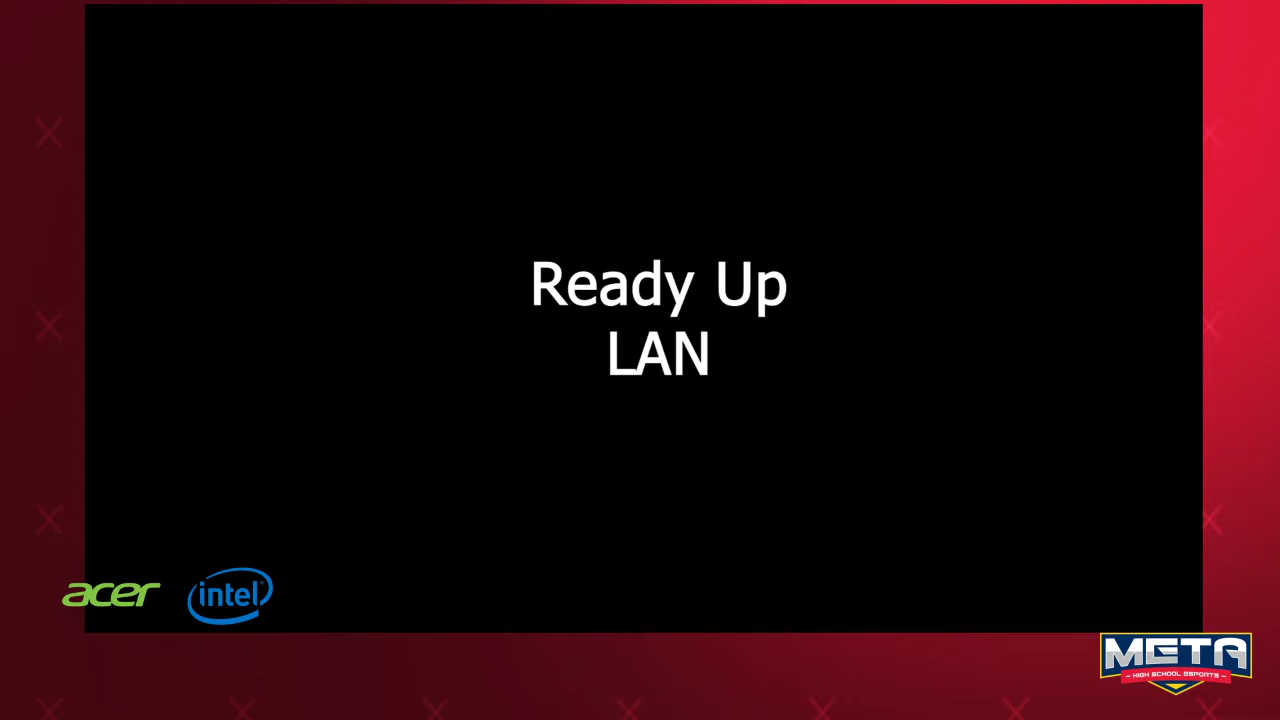 Ready Up
LAN
acer
intel
META
HIGH SCHOOL ESPORTS